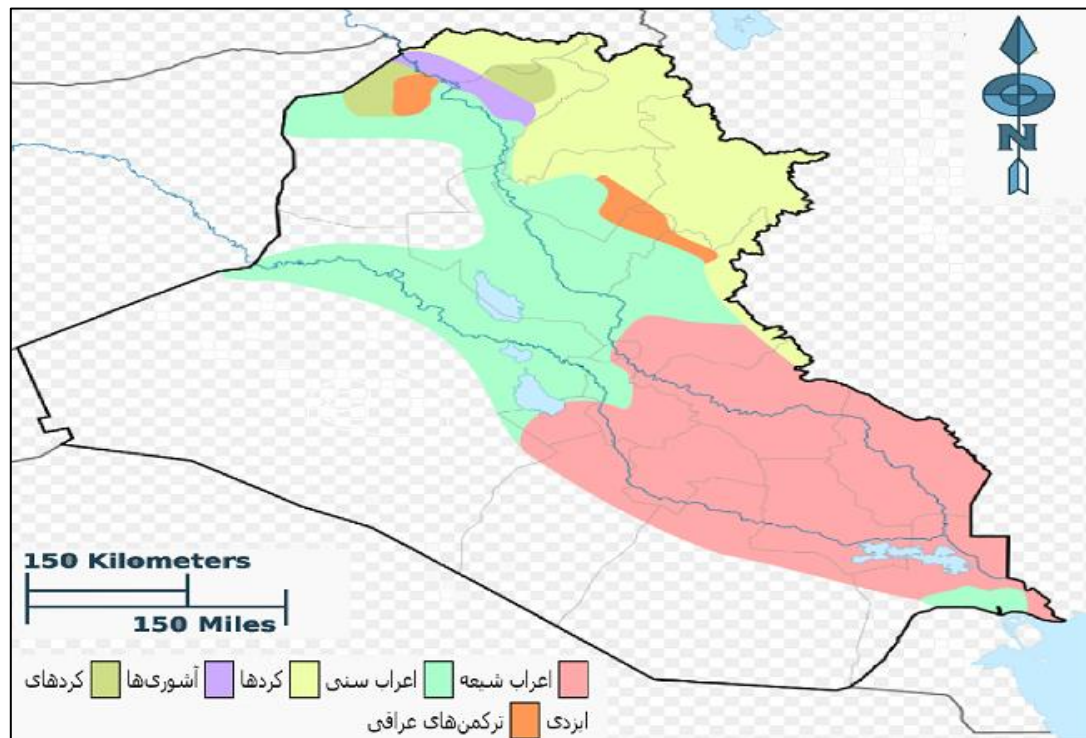 N
150 Kilometers
150 Miles
اعراب شیعه اعراب سنی کردها آشوری‌ها کردهای
ایزدی ترکمن‌های عراقی